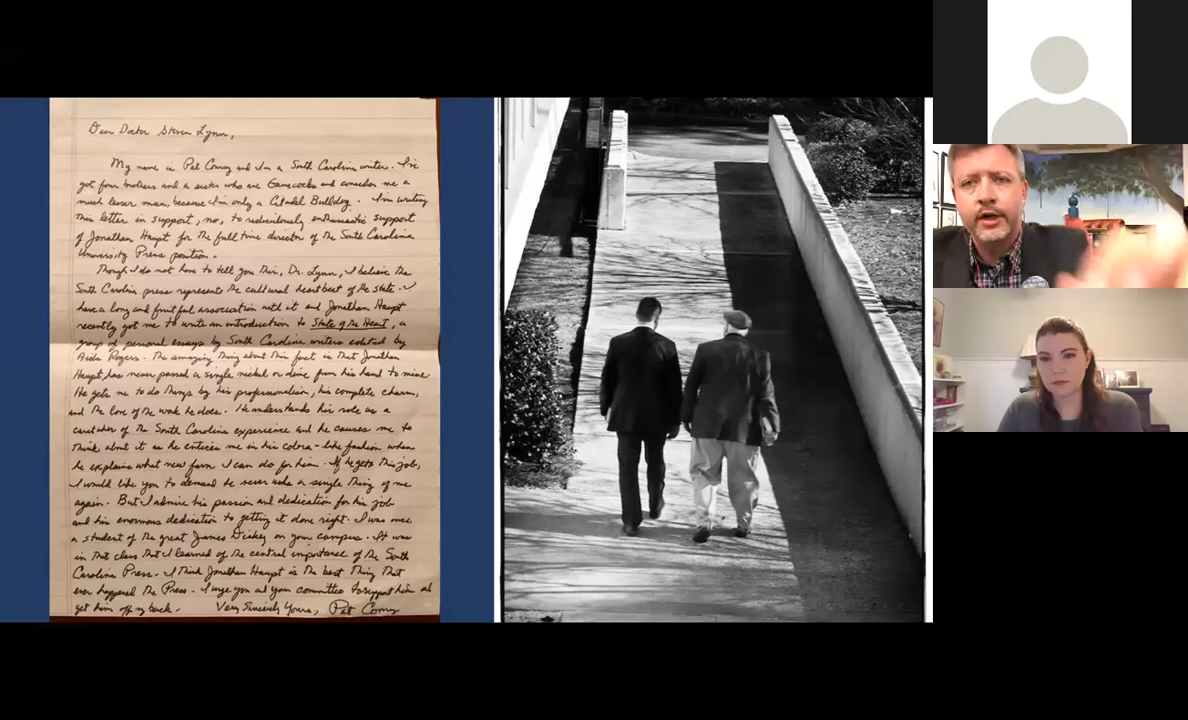 Dear Doctor Steven Lynn,
My name is Pat Conroy and I'm a South Carolina writer. I've
got four brothers and a sister who are Gamecocks and consider me a
much lesser man, because I'm only a Citadel Bulldog. I'm writing
this letter in support, no, to rediculously enthusiastic support
of Jonathan Haupt for the full time director of the South Carolina
University Press position.
Though I do not have to tell you this, Dr. Lynn, I believe the
South Carolina press represents the cultural heartbeat of the state. I
have a long and fruitful association with it and Jonathan Haupt
recently got me to write an introduction to State of the Heart, a
group of personal essays by South Carolina writers edited by
Aida Rogers. The amazing thing about this fact is that Jonathan
Haupt has never passed a single nickel or dime from his hand to mine.
He gets me to do things by his professionalism, his complete charm,
and the love of the work he does. He understands his role as a
caretaker of the South Carolina experience and he causes me to
think about it as he entices me in his cobra-like fashion when
he explains what new favor I can do for him. If he gets this job,
I would like you to demand he never asks a single thing of me
again. But I admire his passion and dedication for his job
and his enormous dedication to getting it done right. I was once
a student of the great James Dickey on your campus. It was
in that class that I learned of the central importance of the South
Carolina Press. I think Jonathan Haupt is the best thing that
ever happened the Press. I urge you and your committee to support him and
get him off my back. Very Sincerely Yours, Pat Conroy